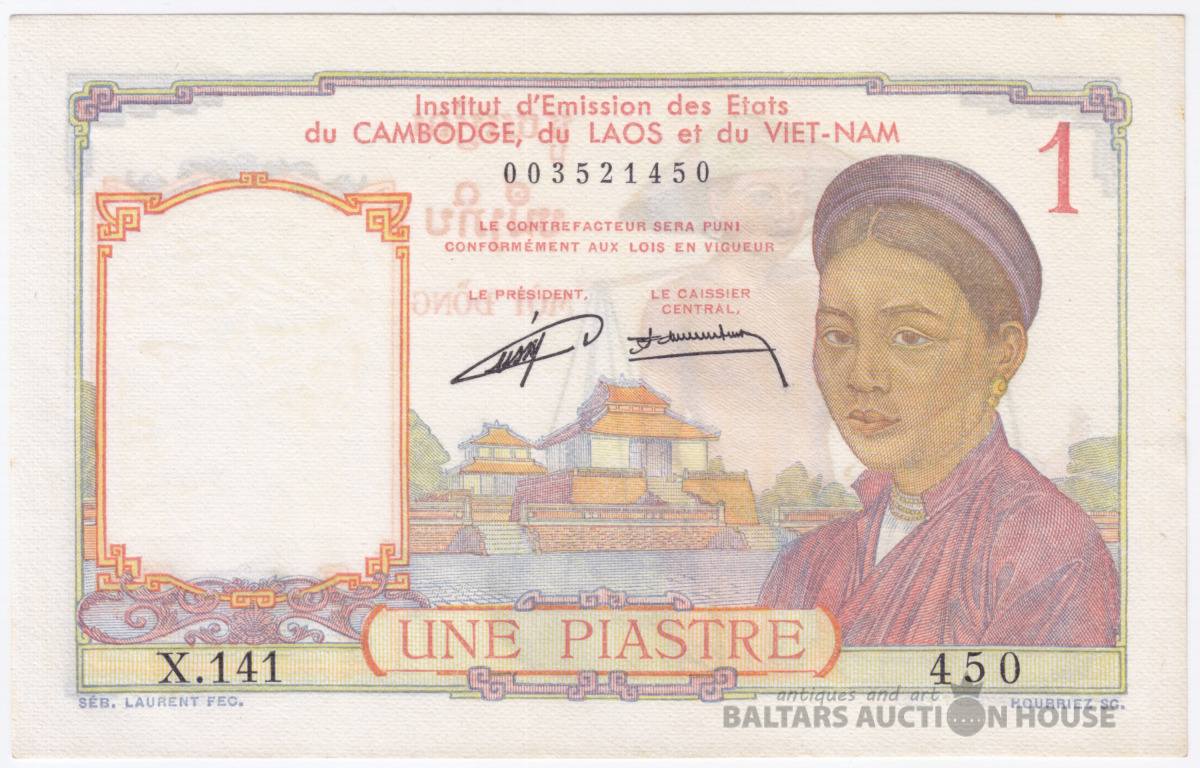 Institut d'Emission des Etats
du CAMBODGE, du LAOS et du VIET-NAM
1
003521450
LE CONTREFACTEUR SERA PUNI
CONFORMÉMENT AUX LOIS EN VIGUEUR
LE PRÉSIDENT,
LE CAISSIER
CENTRAL,
UNE PIASTRE
X.141
450
SÉB. LAURENT FEC.
HOURRIEZ SC.
antiques and art
BALTARS AUCTION HOUSE